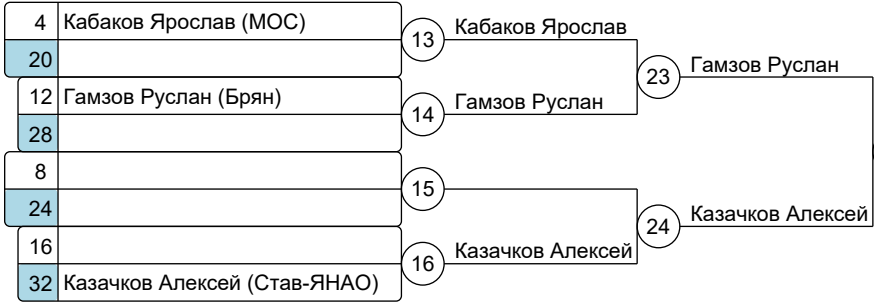 4 Кабаков Ярослав (МОС)
13 Кабаков Ярослав
20
23 Гамзов Руслан
12 Гамзов Руслан (Брян)
14 Гамзов Руслан
28
8
15
24
24 Казачков Алексей
16
16 Казачков Алексей
32 Казачков Алексей (Став-ЯНАО)